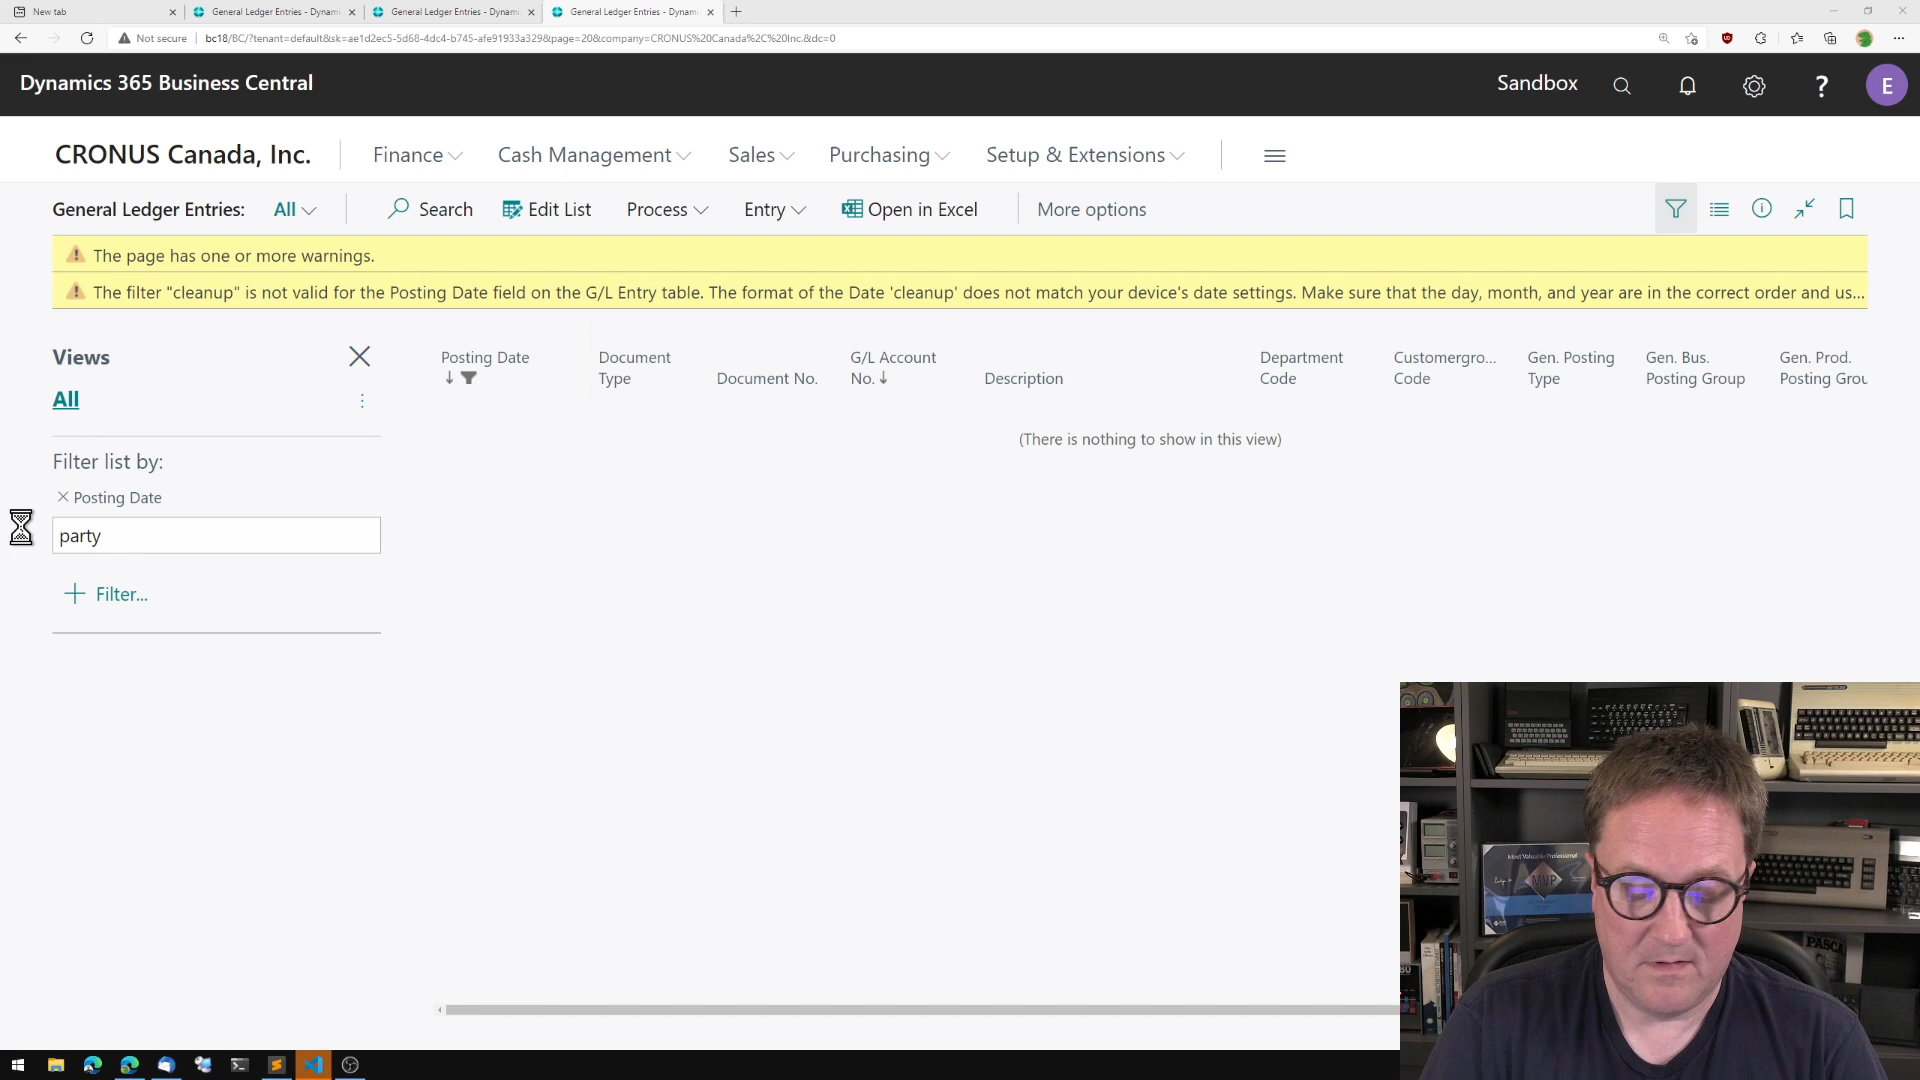 New tab
General Ledger Entries - Dynami
General Ledger Entries - Dynami
General Ledger Entries - Dynami
Not secure
bc18/BC/?tenant=default&sk=ae1d2ec5-5d68-4dc4-b745-afe91933a329&page=20&company=CRONUS%20Canada%2C%20Inc.&dc=0
Dynamics 365 Business Central
Sandbox
?
E
CRONUS Canada, Inc.
Finance
Cash Management
Sales
Purchasing
Setup & Extensions
General Ledger Entries:
All
Search
Edit List
Process
Entry
Open in Excel
More options
The page has one or more warnings.
The filter "cleanup" is not valid for the Posting Date field on the G/L Entry table. The format of the Date 'cleanup' does not match your device's date settings. Make sure that the day, month, and year are in the correct order and us...
Views
All
Filter list by:
Posting Date
party
Filter...
Posting Date
Document
Type
Document No.
G/L Account
No.
Description
Department
Code
Customergro...
Code
Gen. Posting
Type
Gen. Bus.
Posting Group
Gen. Prod.
Posting Grou
(There is nothing to show in this view)
Most Valuable Professional
MVP
PASCA